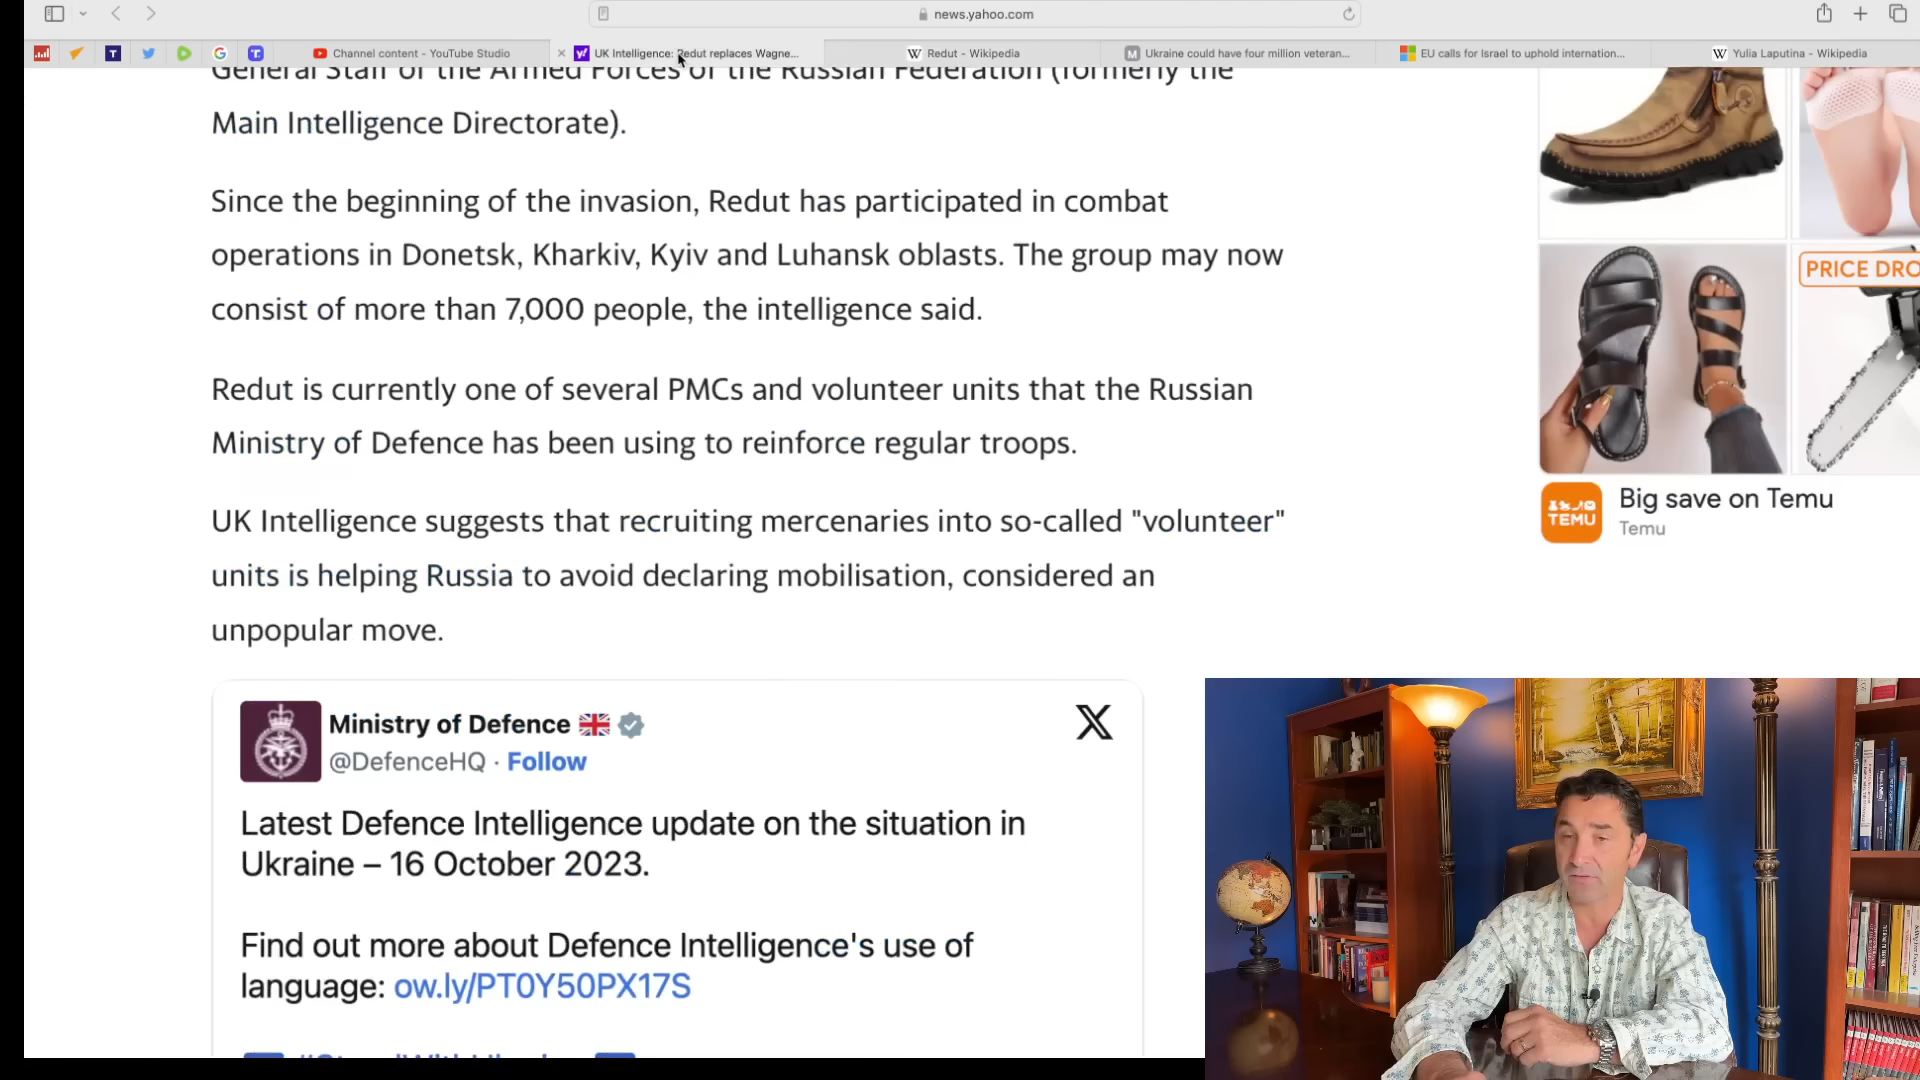 news.yahoo.com
Channel content - YouTube Studio
UK Intelligence: Redut replaces Wagne...
Redut - Wikipedia
Ukraine could have four million veteran...
EU calls for Israel to uphold internation...
Yulia Laputina - Wikipedia
General Staff of the Armed Forces of the Russian Federation (formerly the
Main Intelligence Directorate).
Since the beginning of the invasion, Redut has participated in combat
operations in Donetsk, Kharkiv, Kyiv and Luhansk oblasts. The group may now
consist of more than 7,000 people, the intelligence said.
Redut is currently one of several PMCs and volunteer units that the Russian
Ministry of Defence has been using to reinforce regular troops.
UK Intelligence suggests that recruiting mercenaries into so-called "volunteer"
units is helping Russia to avoid declaring mobilisation, considered an
unpopular move.
PRICE DRO
TEMU
Big save on Temu
Temu
Ministry of Defence
@DefenceHQ · Follow
Latest Defence Intelligence update on the situation in
Ukraine – 16 October 2023.
Find out more about Defence Intelligence's use of
language: ow.ly/PT0Y50PX17S